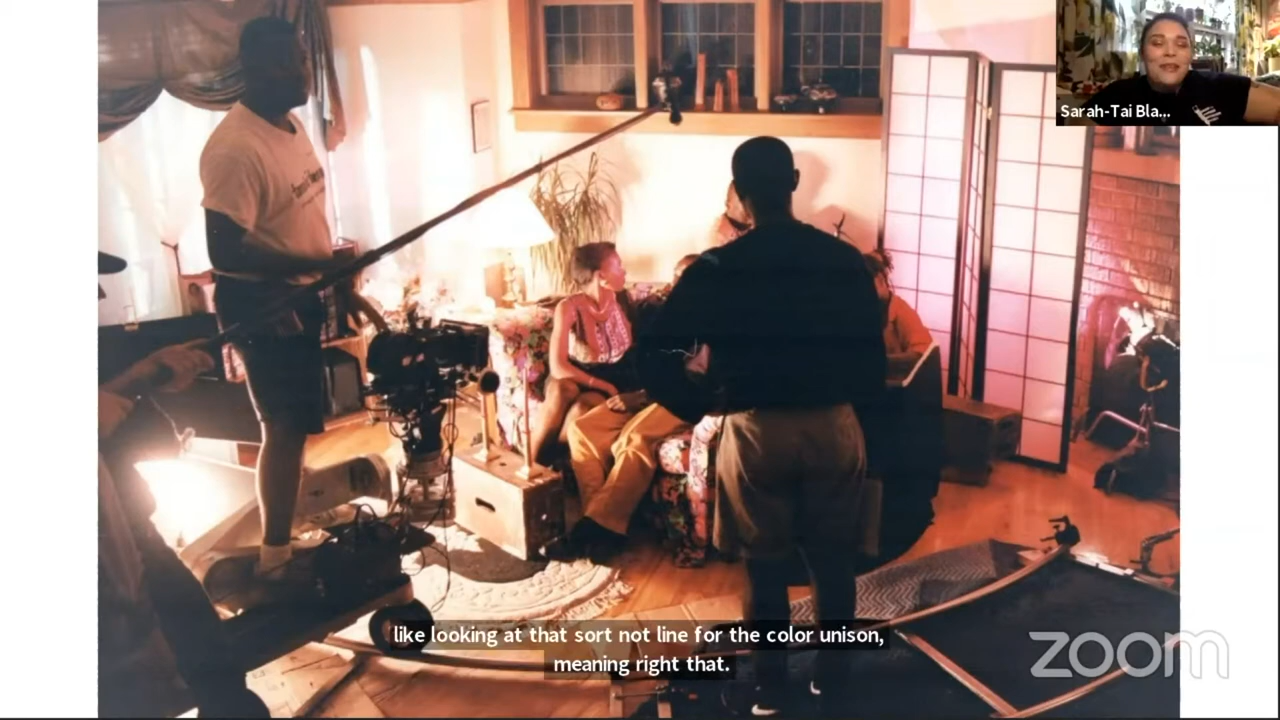 Sarah-Tai Bla...
like looking at that sort not line for the color unison,
meaning right that.
zoom